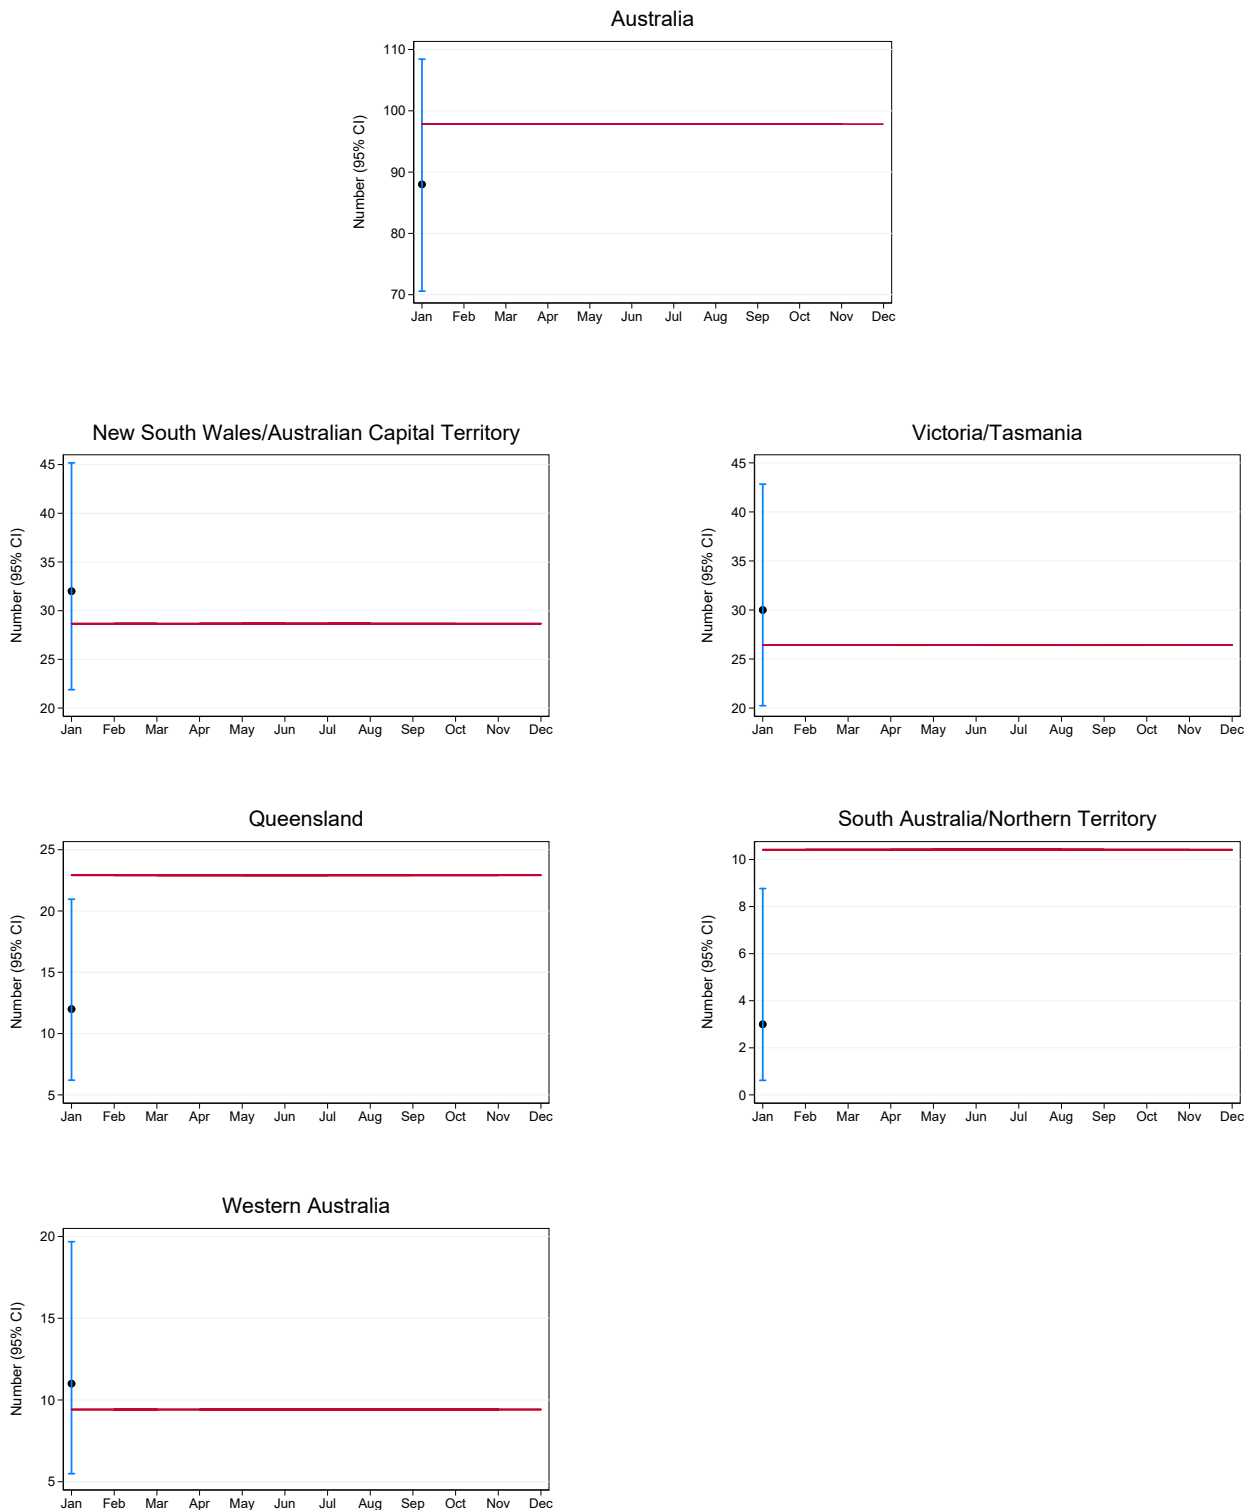 Australia
Number (95% CI)
110
100
90
80
70
Jan Feb Mar Apr May Jun Jul Aug Sep Oct Nov Dec
New South Wales/Australian Capital Territory
Number (95% CI)
45
40
35
30
25
20
Jan Feb Mar Apr May Jun Jul Aug Sep Oct Nov Dec
Victoria/Tasmania
Number (95% CI)
45
40
35
30
25
20
Jan Feb Mar Apr May Jun Jul Aug Sep Oct Nov Dec
Queensland
Number (95% CI)
25
20
15
10
5
Jan Feb Mar Apr May Jun Jul Aug Sep Oct Nov Dec
South Australia/Northern Territory
Number (95% CI)
10
8
6
4
2
0
Jan Feb Mar Apr May Jun Jul Aug Sep Oct Nov Dec
Western Australia
Number (95% CI)
20
15
10
5
Jan Feb Mar Apr May Jun Jul Aug Sep Oct Nov Dec